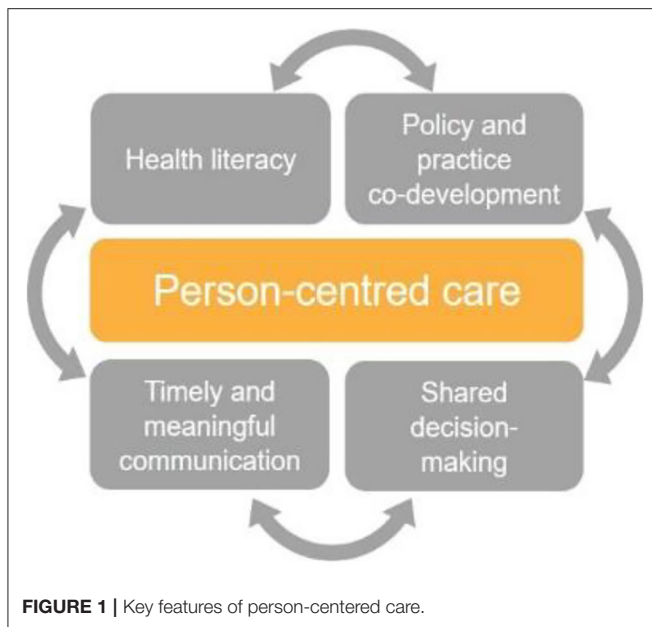 Health literacy
Policy and
practice
co-development
Person-centred care
Timely and
meaningful
communication
Shared
decision-
making
FIGURE 1 | Key features of person-centered care.